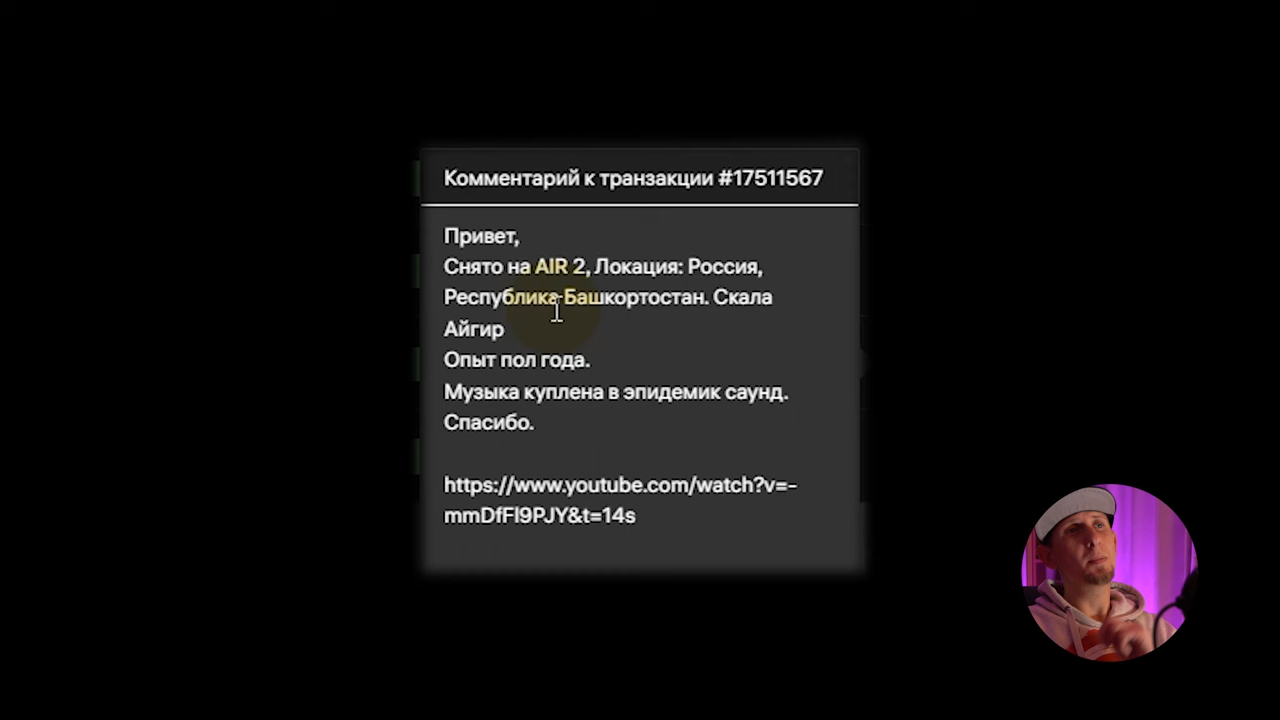 Комментарий к транзакции #17511567
Привет,
Снято на AIR 2, Локация: Россия,
Республика Башкортостан. Скала
Айгир
Опыт пол года.
Музыка куплена в эпидемик саунд.
Спасибо.
https://www.youtube.com/watch?v=-
mmDfFI9PJY&t=14s